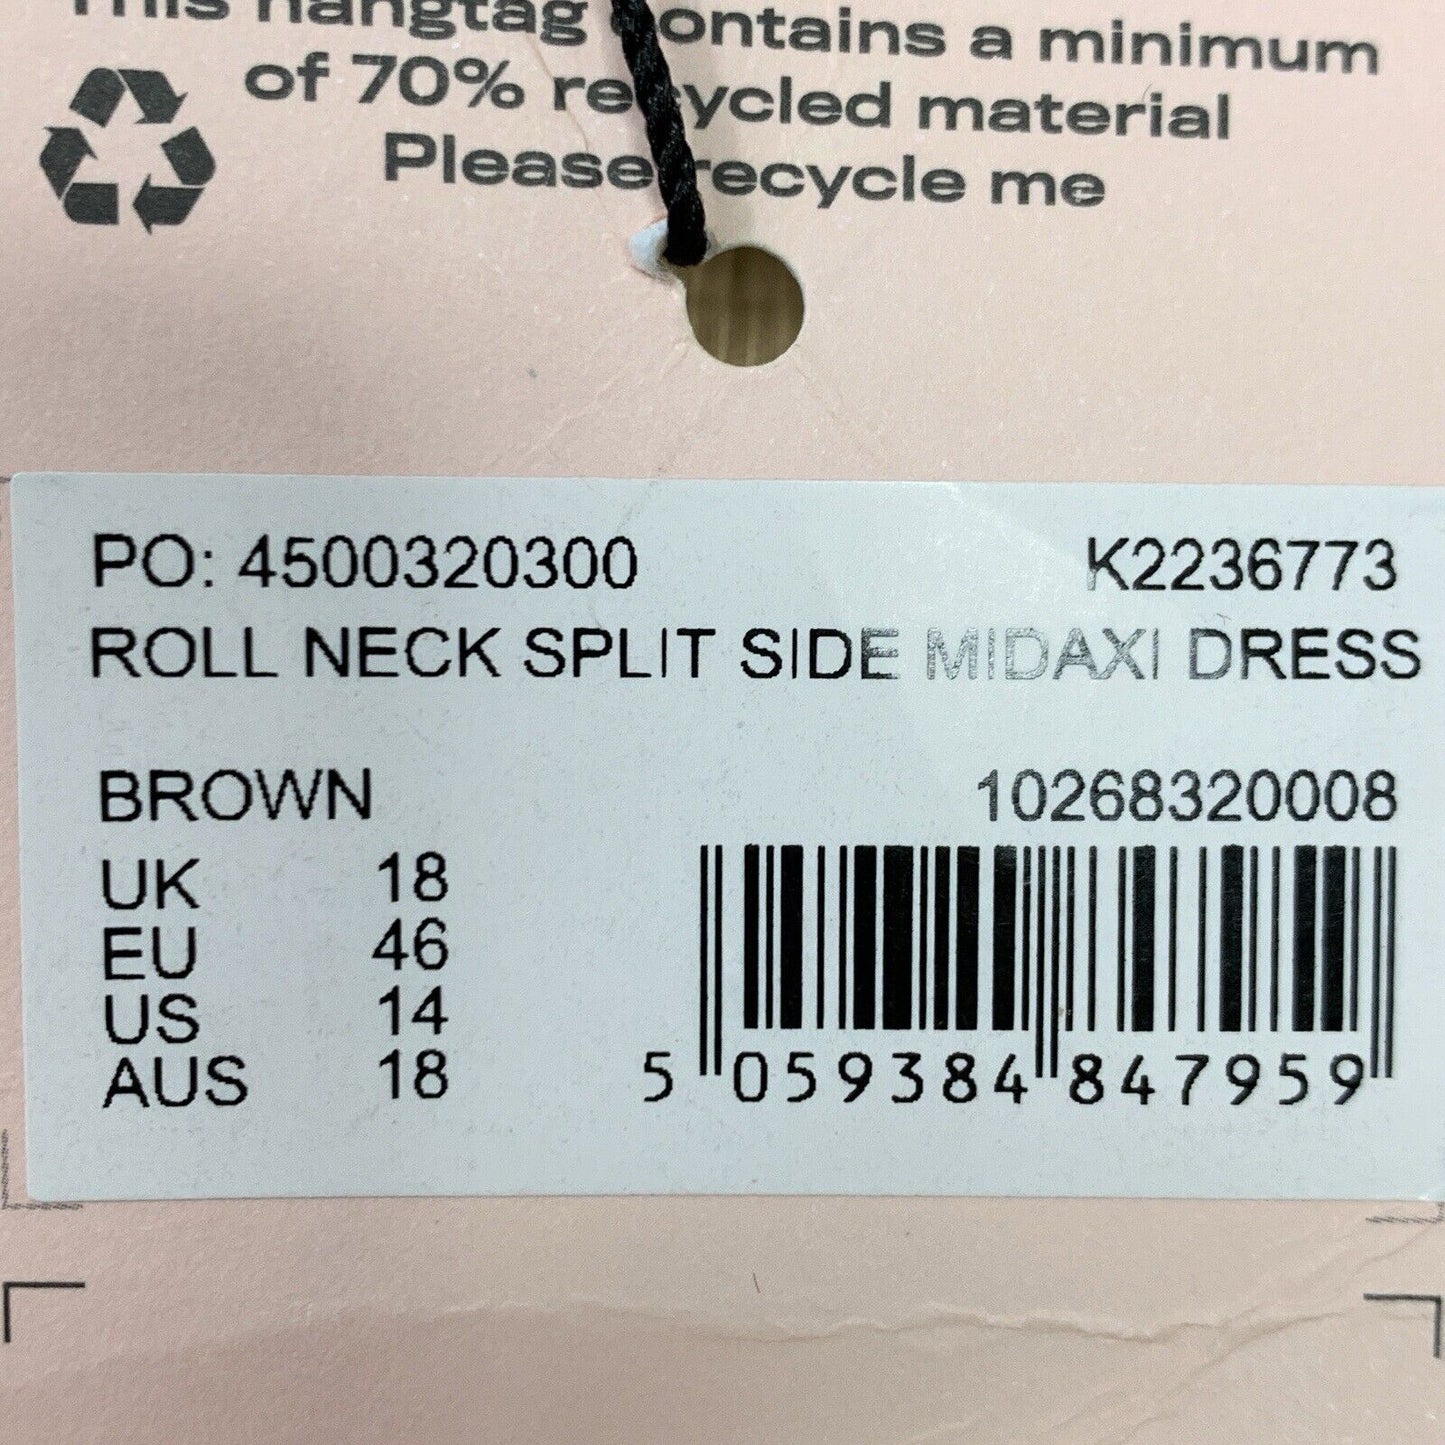 This hangtag contains a minimum
of 70% recycled material
Please recycle me
PO: 4500320300 K2236773
ROLL NECK SPLIT SIDE MIDAXI DRESS
BROWN 10268320008
UK 18
EU 46
US 14
AUS 18
5 059384 847959